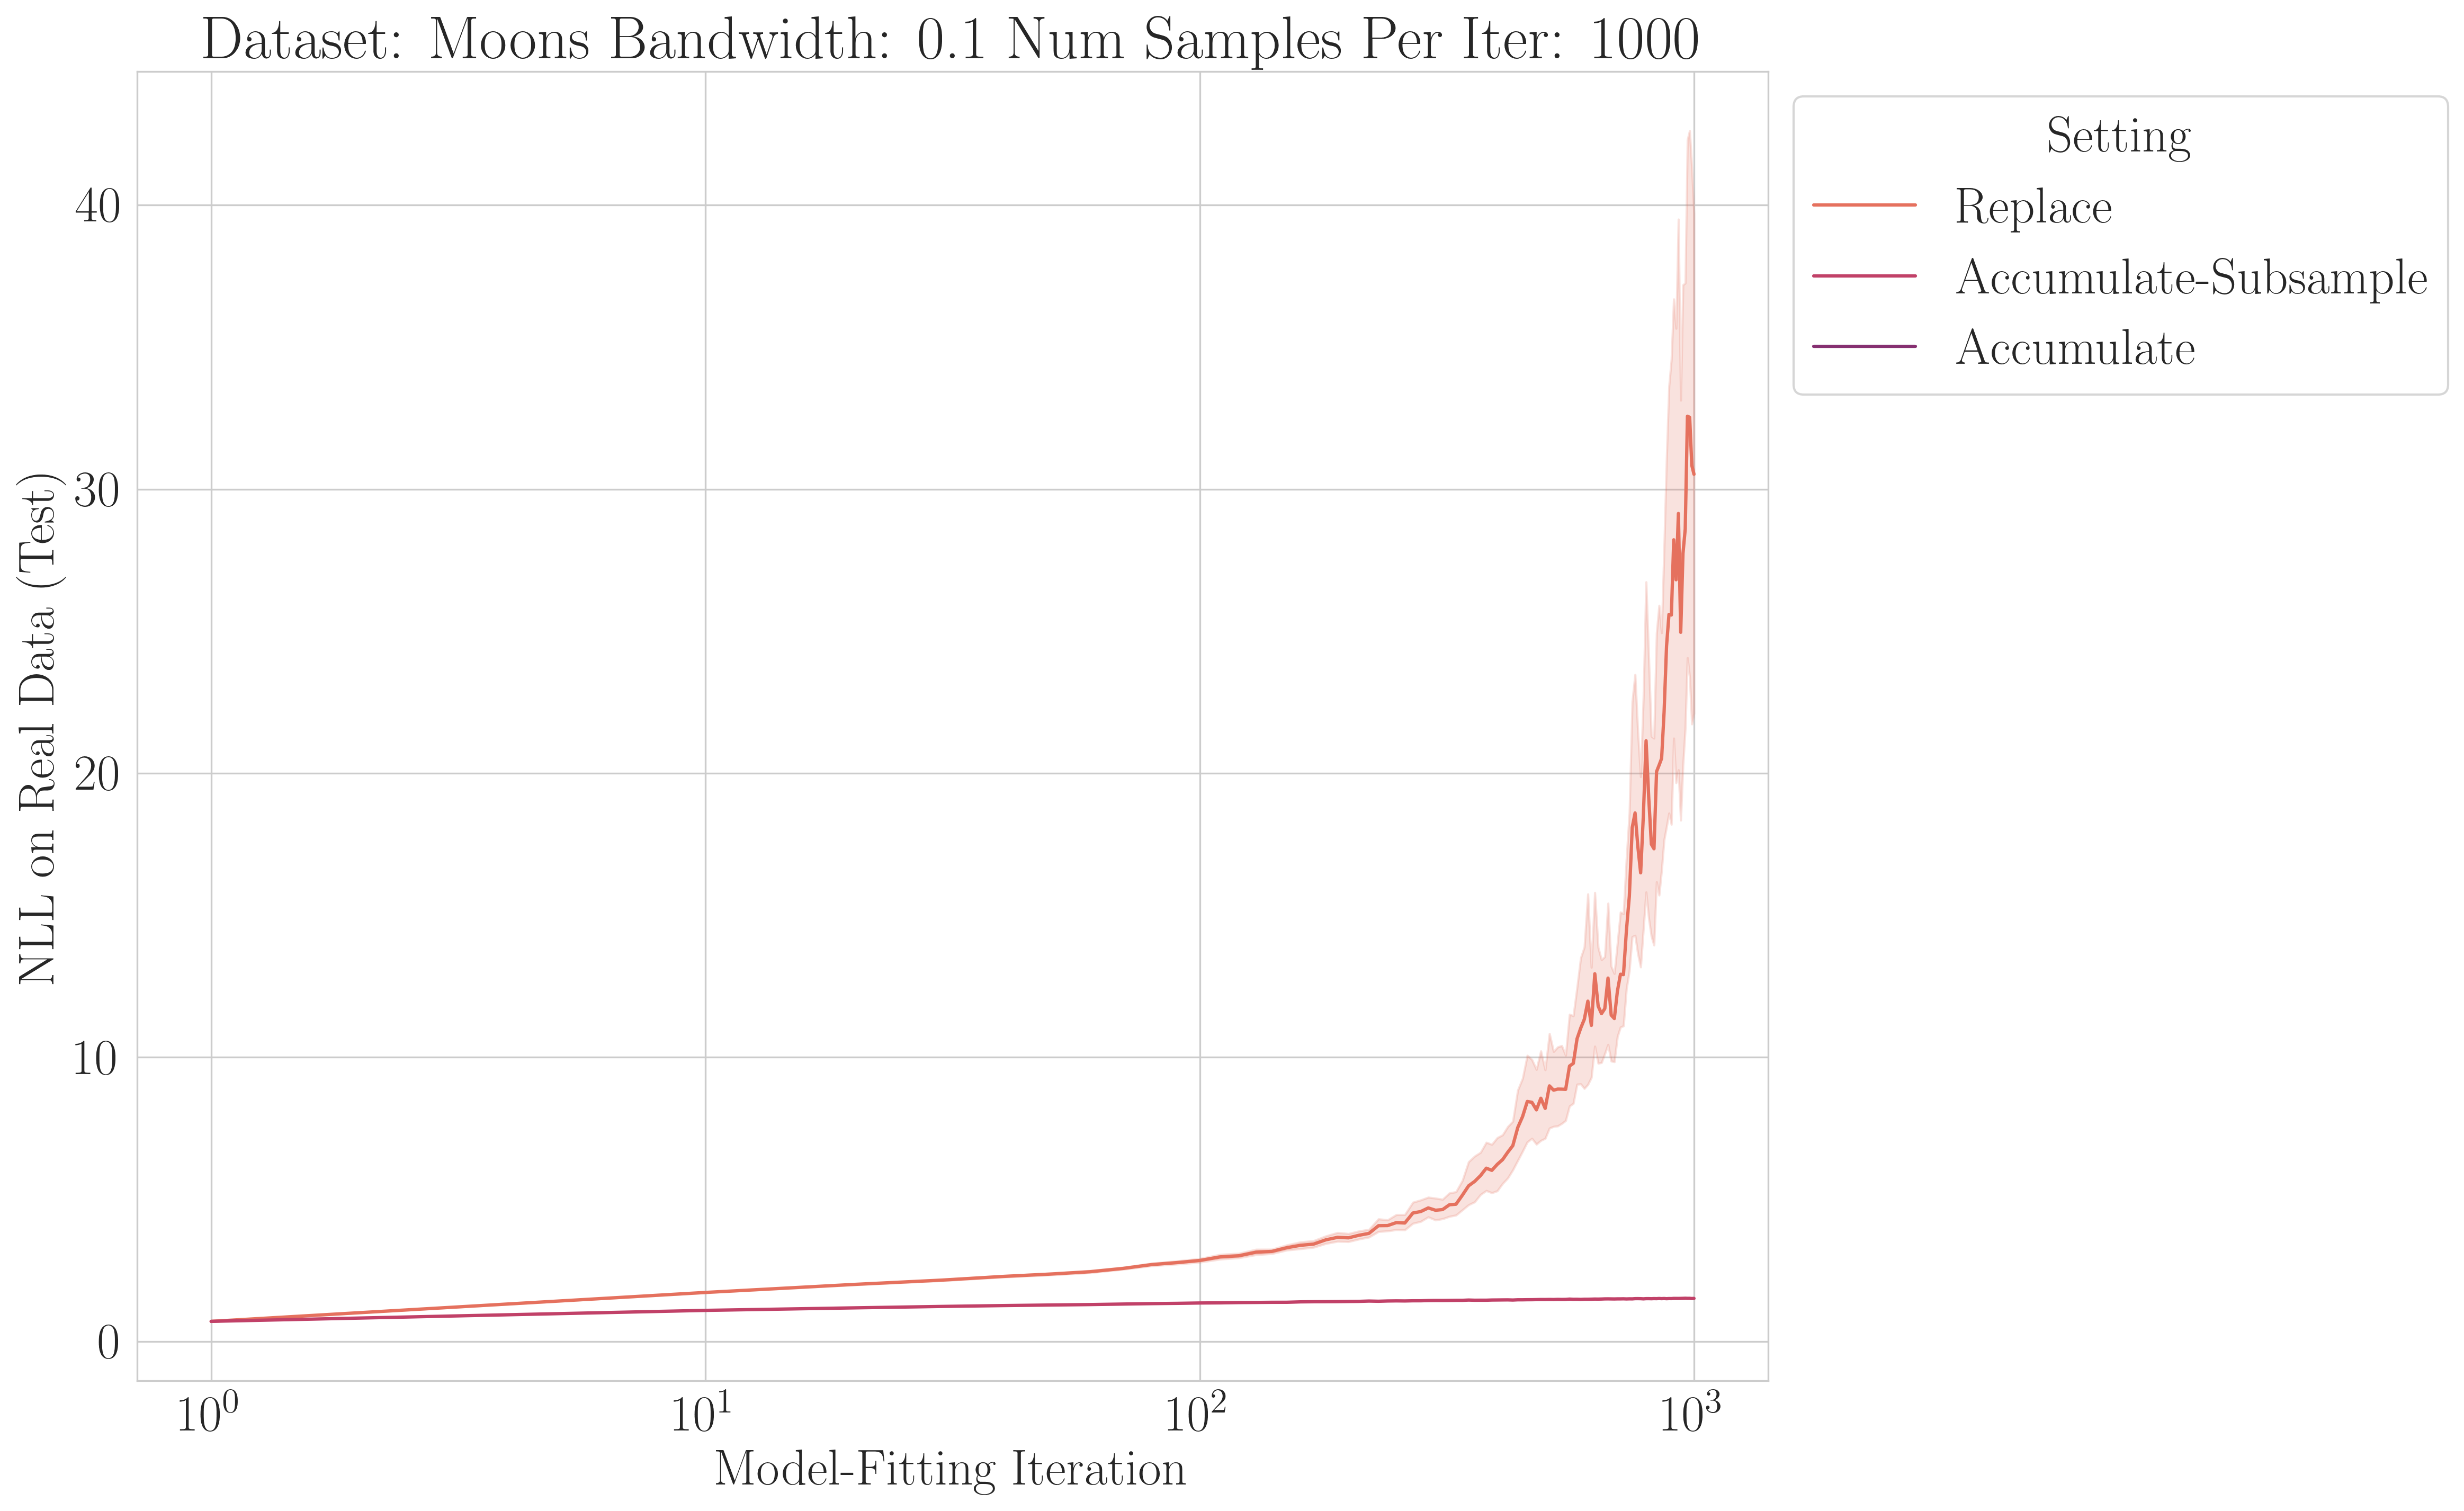 Dataset: Moons Bandwidth: 0.1 Num Samples Per Iter: 1000
NLL on Real Data (Test)
40
30
20
10
0
10⁰
10¹
10²
10³
Model-Fitting Iteration
Setting
Replace
Accumulate-Subsample
Accumulate